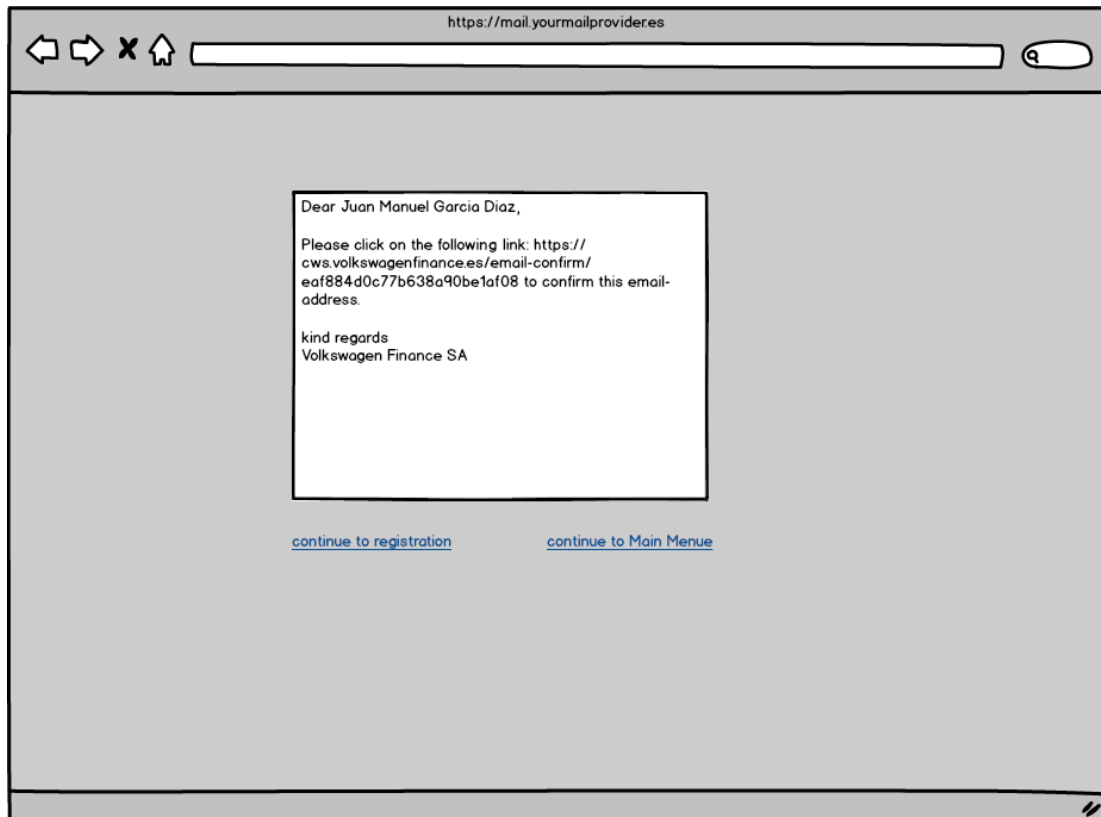 https://mail.yourmailprovider.es
Dear Juan Manuel Garcia Diaz,
Please click on the following link: https://
cws.volkswagenfinance.es/email-confirm/
eaf884d0c77b638a90be1af08 to confirm this email-
address.
kind regards
Volkswagen Finance SA
continue to registration
continue to Main Menue